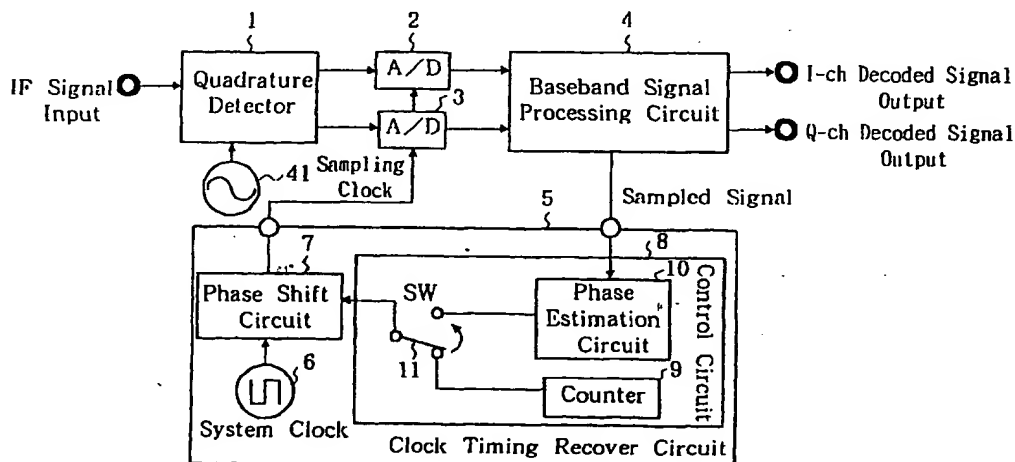 1
2
4
IF Signal
Input
Quadrature
Detector
A/D
3
A/D
Baseband Signal
Processing Circuit
I-ch Decoded Signal
Output
Q-ch Decoded Signal
Output
41
Sampling
Clock
Sampled Signal
5
7
8
Phase Shift
Circuit
SW
10
Phase
Estimation
Circuit
Control Circuit
11
6
9
Counter
System Clock
Clock Timing Recover Circuit